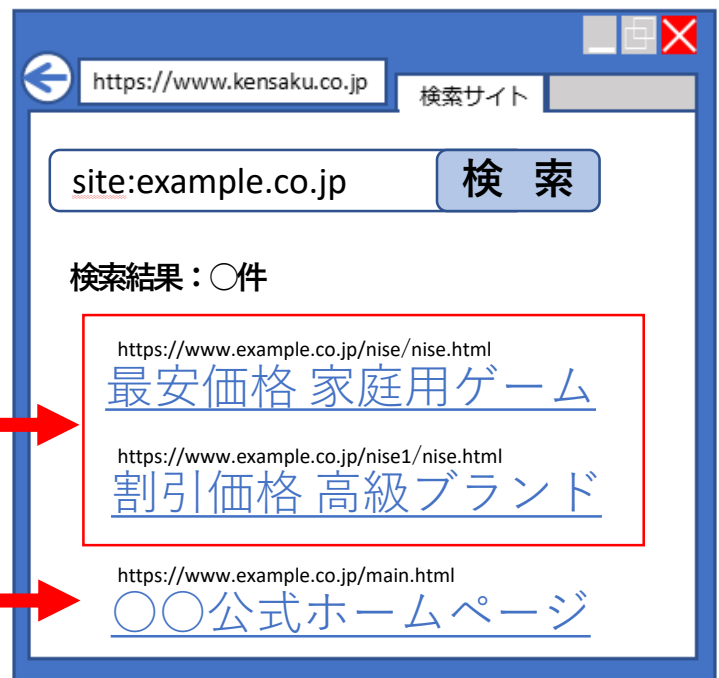 https://www.kensaku.co.jp
検索サイト
site:example.co.jp
検 索
検索結果：○件
https://www.example.co.jp/nise/nise.html
最安価格 家庭用ゲーム
https://www.example.co.jp/nise1/nise.html
割引価格 高級ブランド
https://www.example.co.jp/main.html
○○公式ホームページ